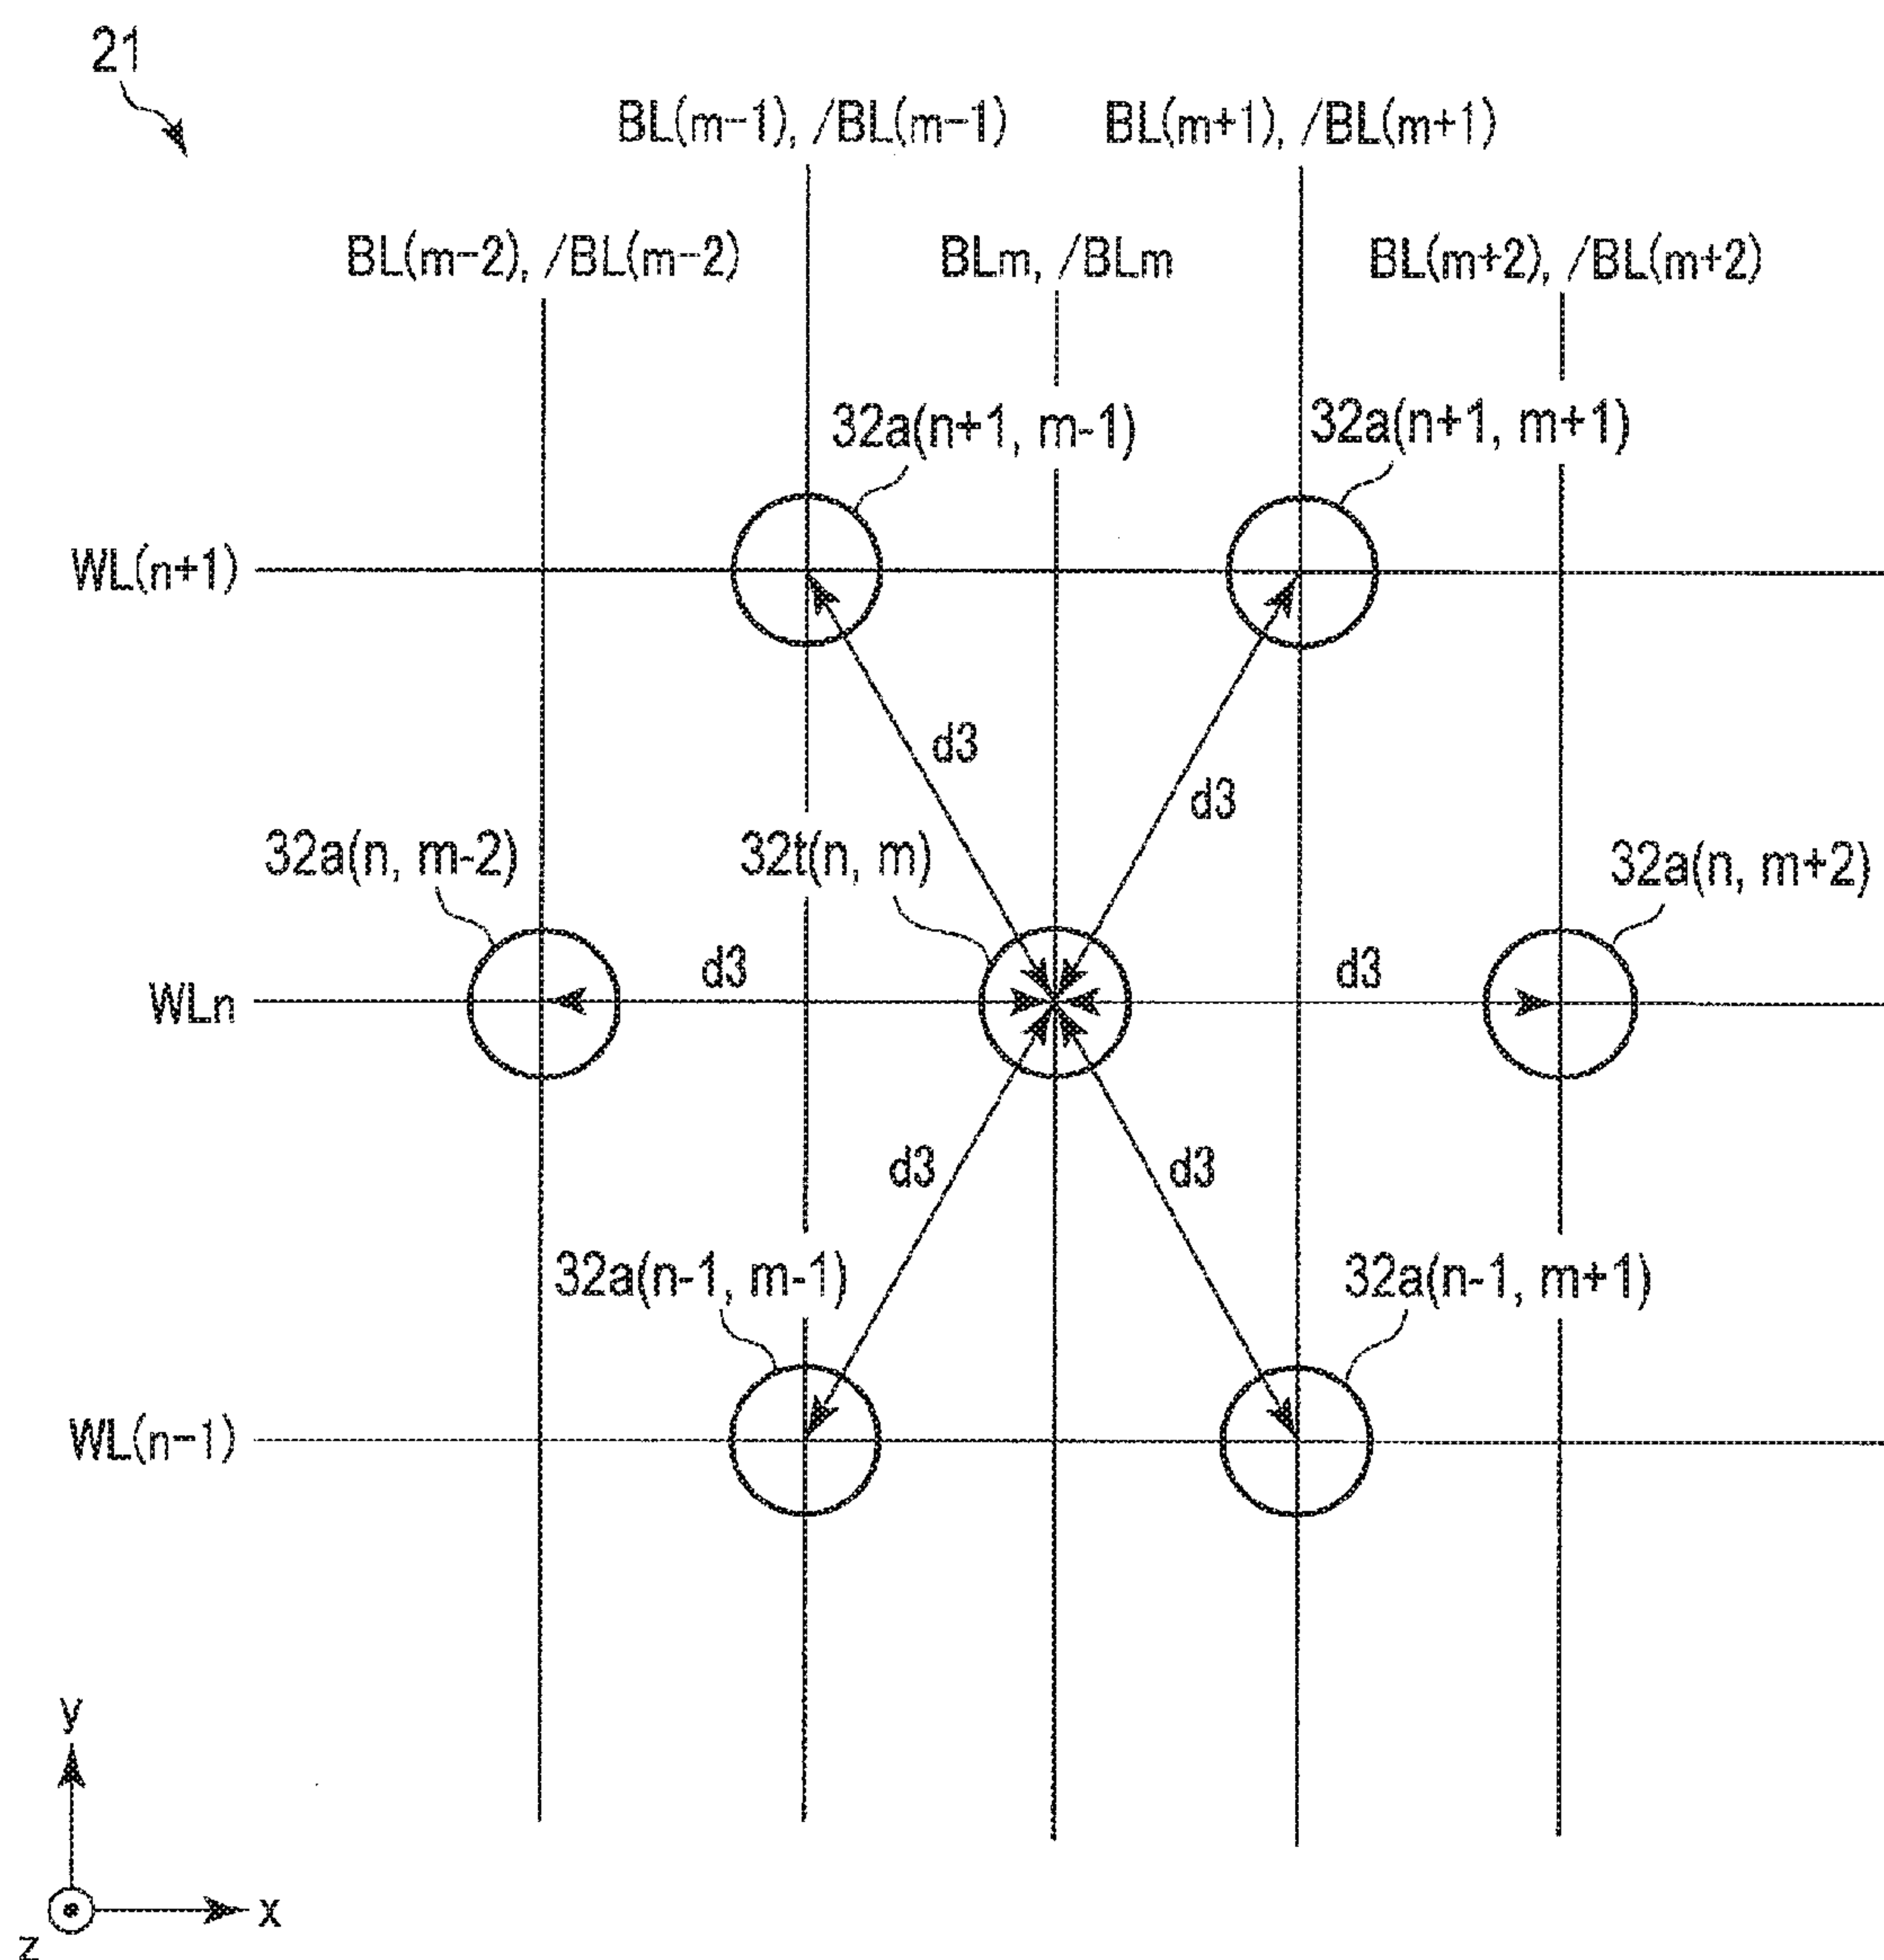 21
BL(m-1), /BL(m-1) BL(m+1), /BL(m+1)
BL(m-2), /BL(m-2) BLm, /BLm BL(m+2), /BL(m+2)
32a(n+1, m-1) 32a(n+1, m+1)
WL(n+1)
d3
d3
32a(n, m-2) 32t(n, m) 32a(n, m+2)
d3 d3
WLn
d3 d3
32a(n-1, m-1) 32a(n-1, m+1)
WL(n-1)
y
x
z